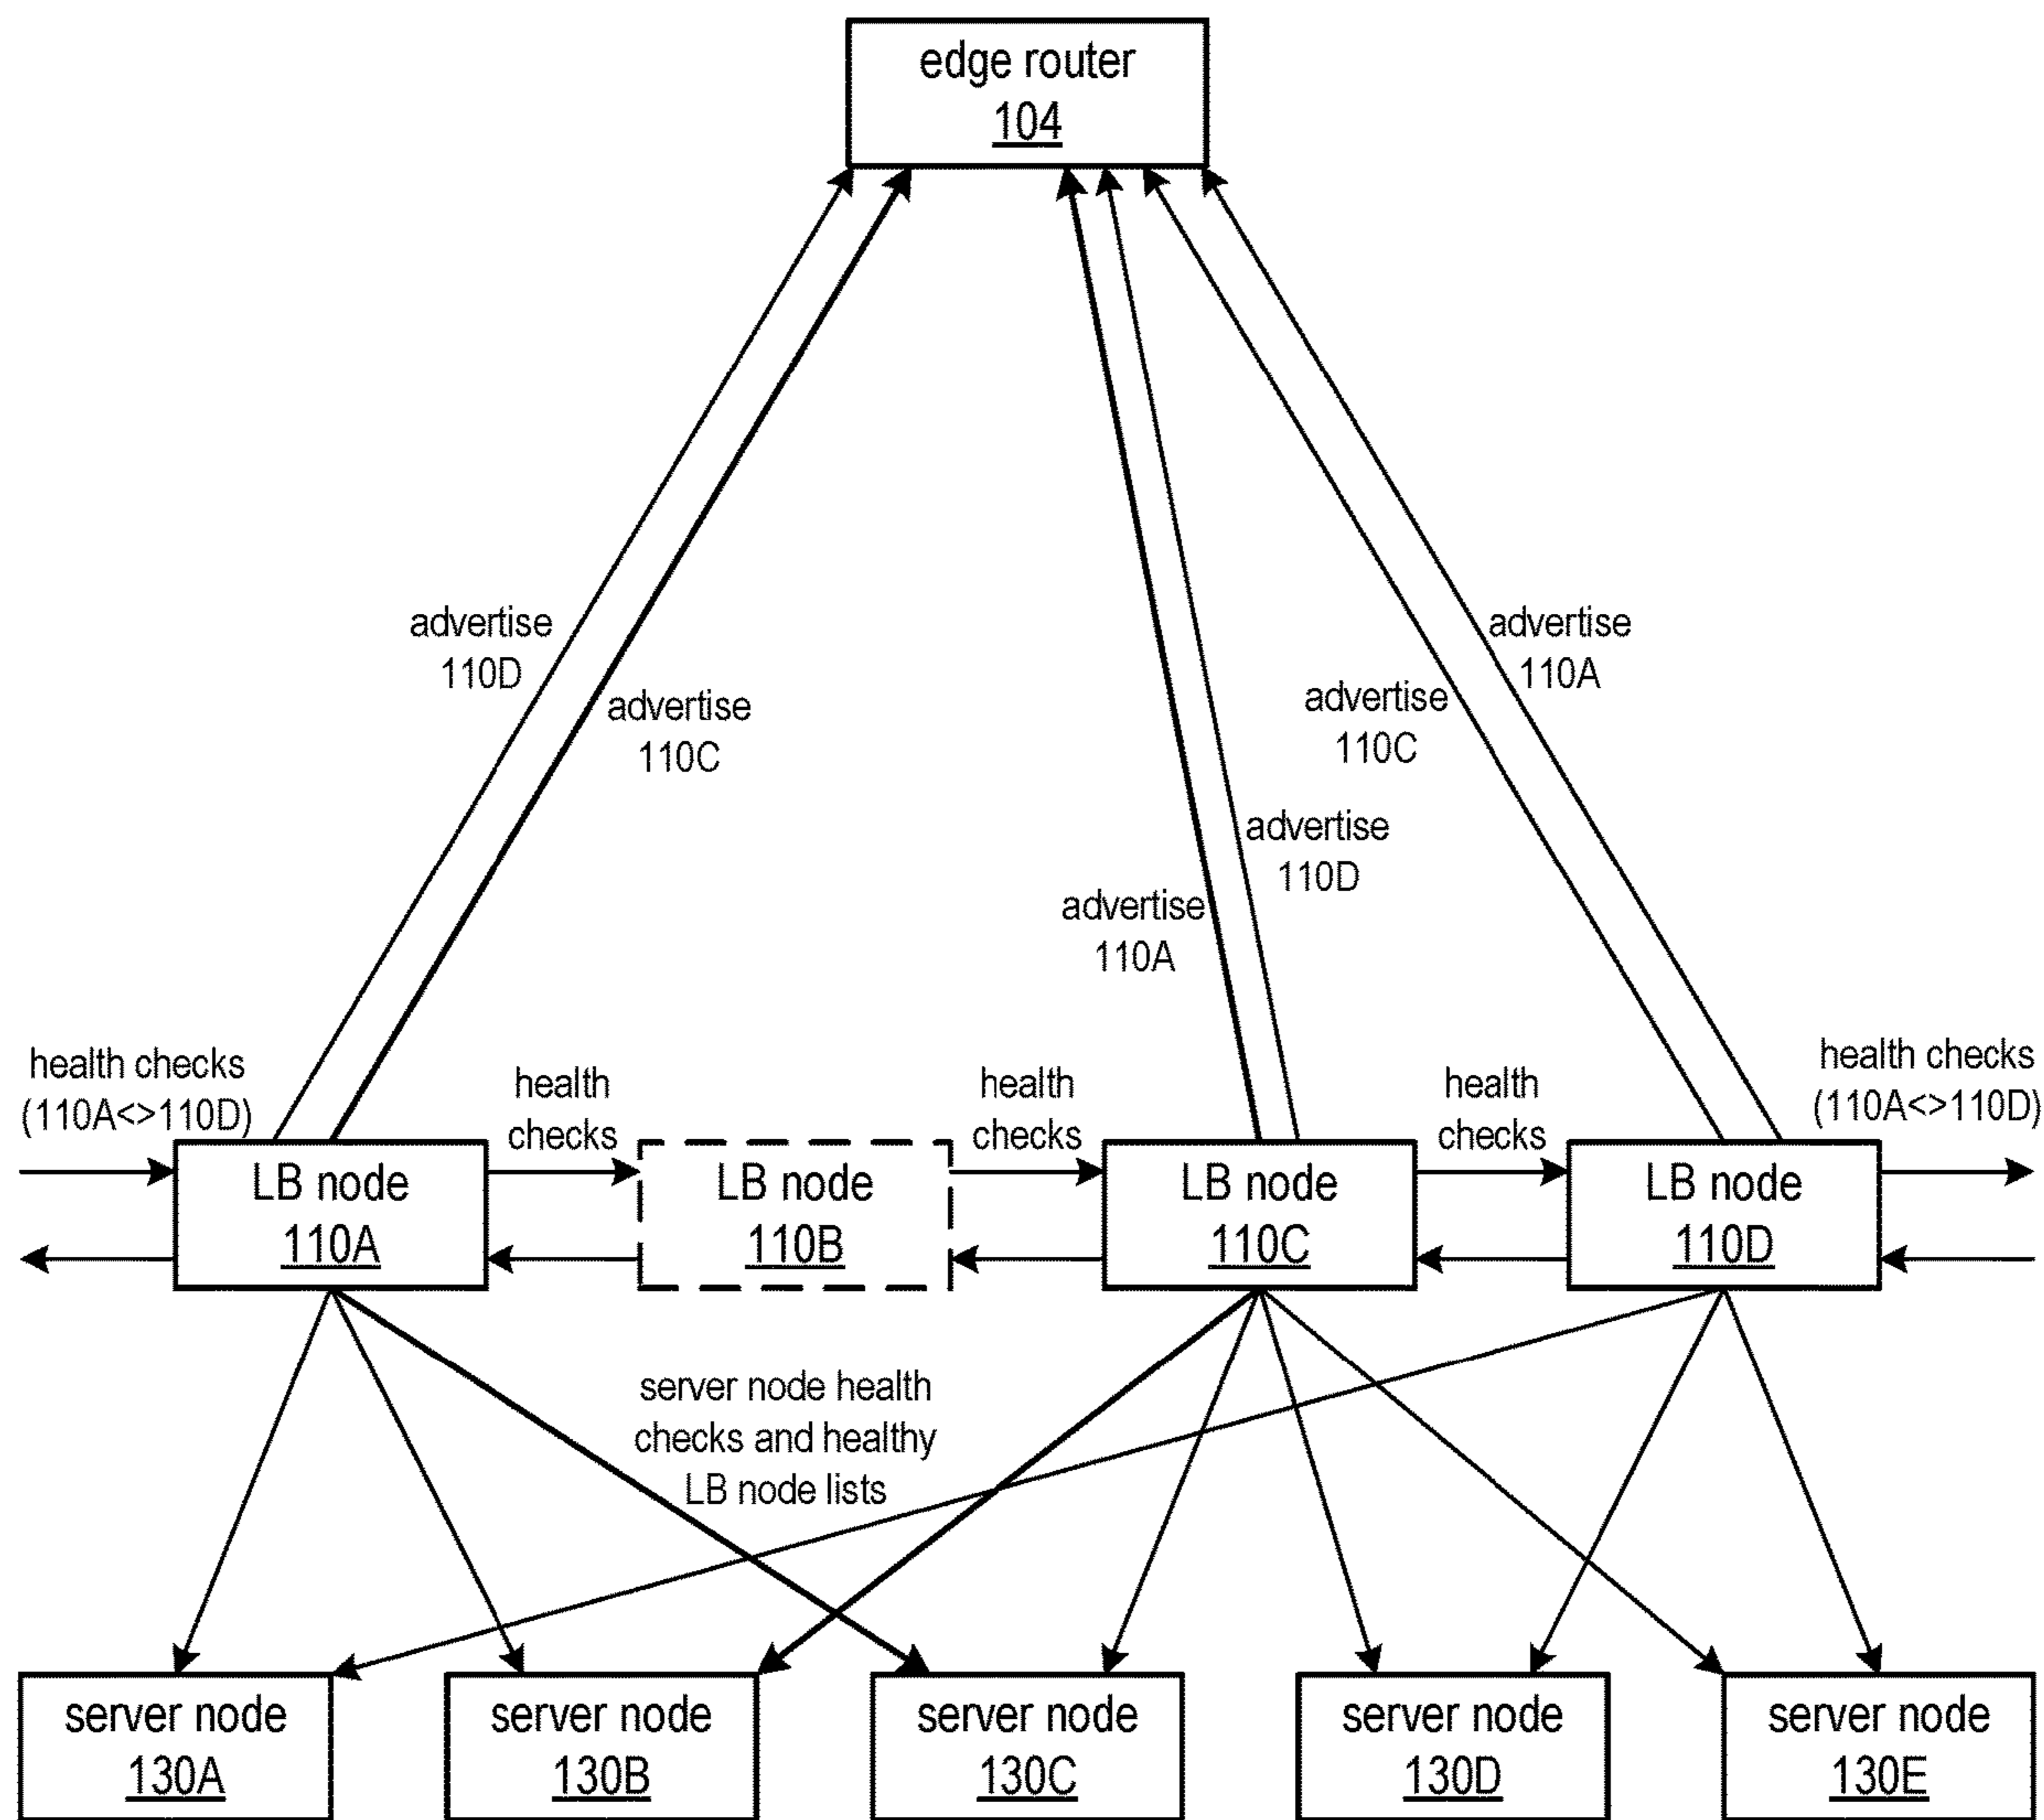 edge router
104
advertise
110D
advertise
110C
advertise
110A
advertise
110C
advertise
110D
advertise
110A
health checks
(110A<>110D)
health
checks
health
checks
health
checks
health checks
(110A<>110D)
LB node
110A
LB node
110B
LB node
110C
LB node
110D
server node health
checks and healthy
LB node lists
server node
130A
server node
130B
server node
130C
server node
130D
server node
130E